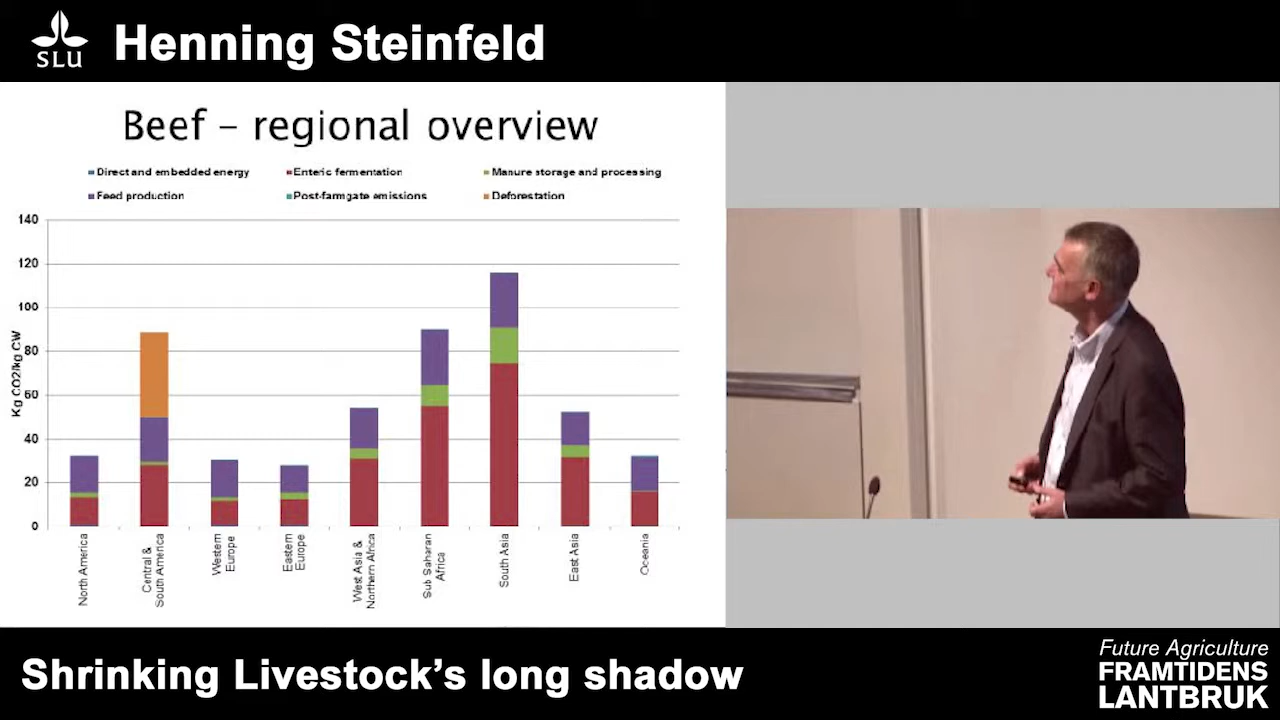 SLU
Henning Steinfeld
Beef – regional overview
Direct and embedded energy
Enteric fermentation
Manure storage and processing
Feed production
Post-farmgate emissions
Deforestation
Kg CO2/kg CW
140
120
100
80
60
40
20
0
North America
Central &
South America
Western
Europe
Eastern
Europe
West Asia &
Northern Africa
Sub Saharan
Africa
South Asia
East Asia
Oceania
Shrinking Livestock’s long shadow
Future Agriculture
FRAMTIDENS
LANTBRUK